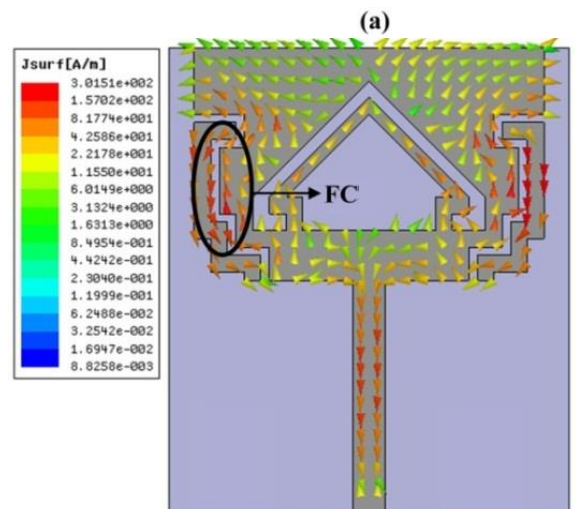 (a)
Jsurf[A/m]
3.0151e+002
1.5702e+002
8.1774e+001
4.2586e+001
2.2178e+001
1.1550e+001
6.0149e+000
3.1324e+000
1.6313e+000
8.4954e-001
4.4242e-001
2.3040e-001
1.1999e-001
6.2488e-002
3.2542e-002
1.6947e-002
8.8258e-003
FC